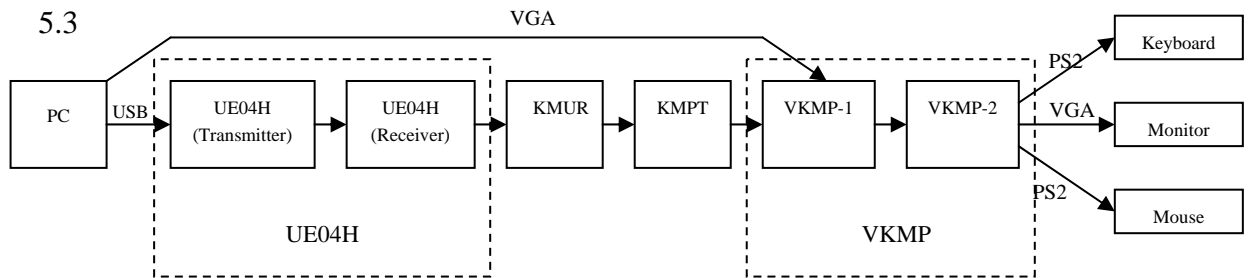 5.3
VGA
Keyboard
PS2
PC
USB
UE04H
(Transmitter)
UE04H
(Receiver)
KMUR
KMPT
VKMP-1
VKMP-2
VGA
Monitor
PS2
Mouse
UE04H
VKMP